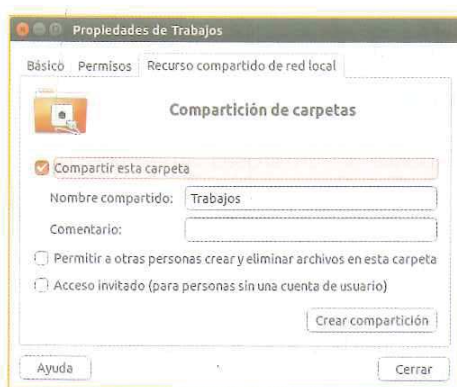 Propiedades de Trabajos
Básico Permisos Recurso compartido de red local
Compartición de carpetas
Compartir esta carpeta
Nombre compartido: Trabajos
Comentario:
Permitir a otras personas crear y eliminar archivos en esta carpeta
Acceso invitado (para personas sin una cuenta de usuario)
Crear compartición
Ayuda Cerrar